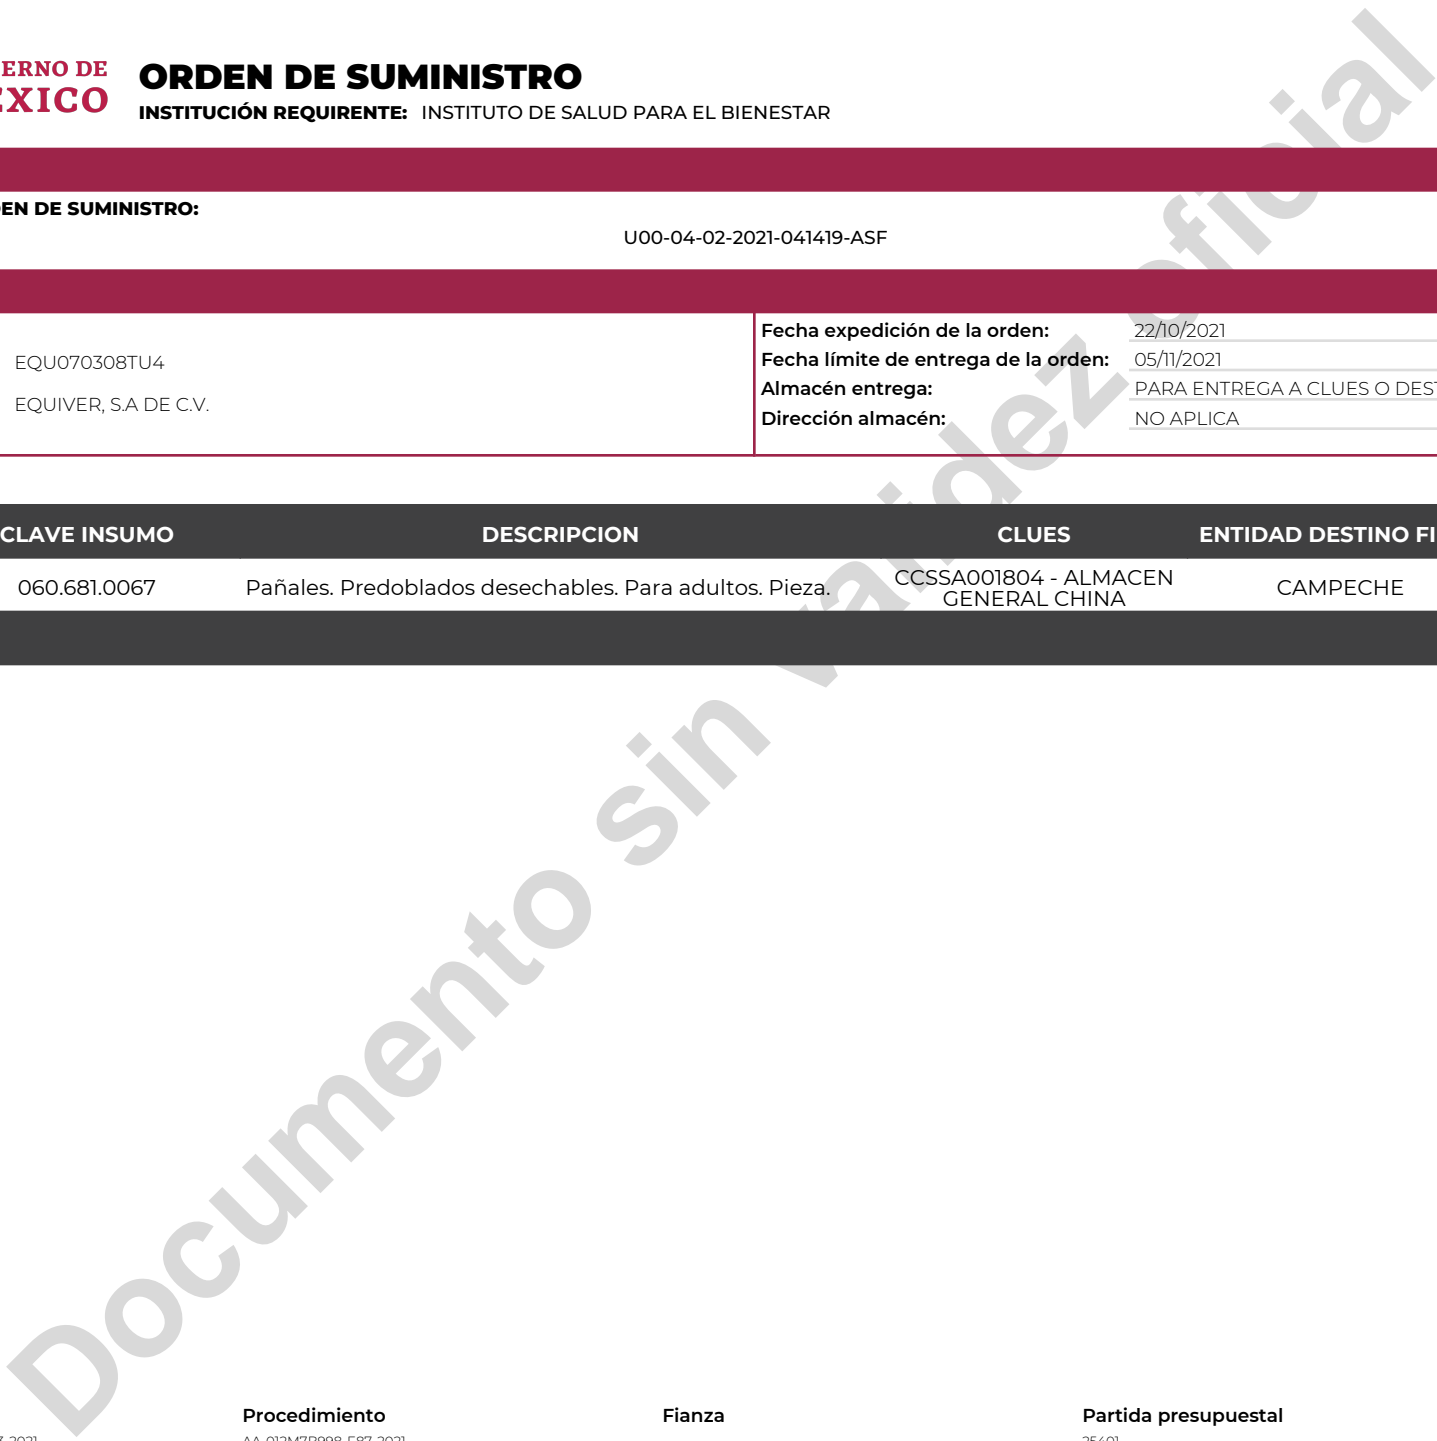 ORDEN DE SUMINISTRO
INSTITUCIÓN REQUIRENTE: INSTITUTO DE SALUD PARA EL BIENESTAR
ERNO DE
XICO
EN DE SUMINISTRO:
U00-04-02-2021-041419-ASF
EQU070308TU4
EQUIVER, S.A DE C.V.
Fecha expedición de la orden: 22/10/2021
Fecha límite de entrega de la orden: 05/11/2021
Almacén entrega: PARA ENTREGA A CLUES O DEST
Dirección almacén: NO APLICA
CLAVE INSUMO DESCRIPCION CLUES ENTIDAD DESTINO FI
060.681.0067 Pañales. Predoblados desechables. Para adultos. Pieza. CCSSA001804 - ALMACEN GENERAL CHINA CAMPECHE
Documento sin validez oficial
Procedimiento Fianza Partida presupuestal